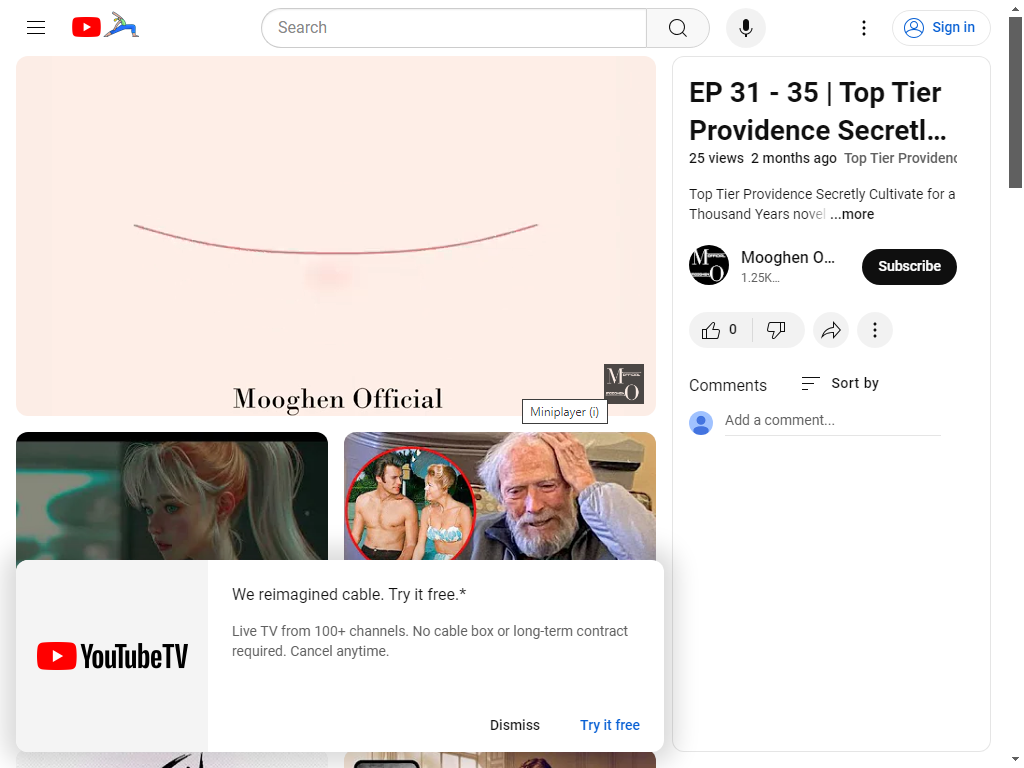 Search
Sign in
Mooghen Official
M
OFFICIAL
MOOGHEN
O
Miniplayer (i)
EP 31 - 35 | Top Tier
Providence Secretl...
25 views 2 months ago Top Tier Providenc
Top Tier Providence Secretly Cultivate for a
Thousand Years novel ...more
Mooghen O...
1.25K...
Subscribe
0
Comments
Sort by
Add a comment...
YouTubeTV
We reimagined cable. Try it free.*
Live TV from 100+ channels. No cable box or long-term contract
required. Cancel anytime.
Dismiss
Try it free